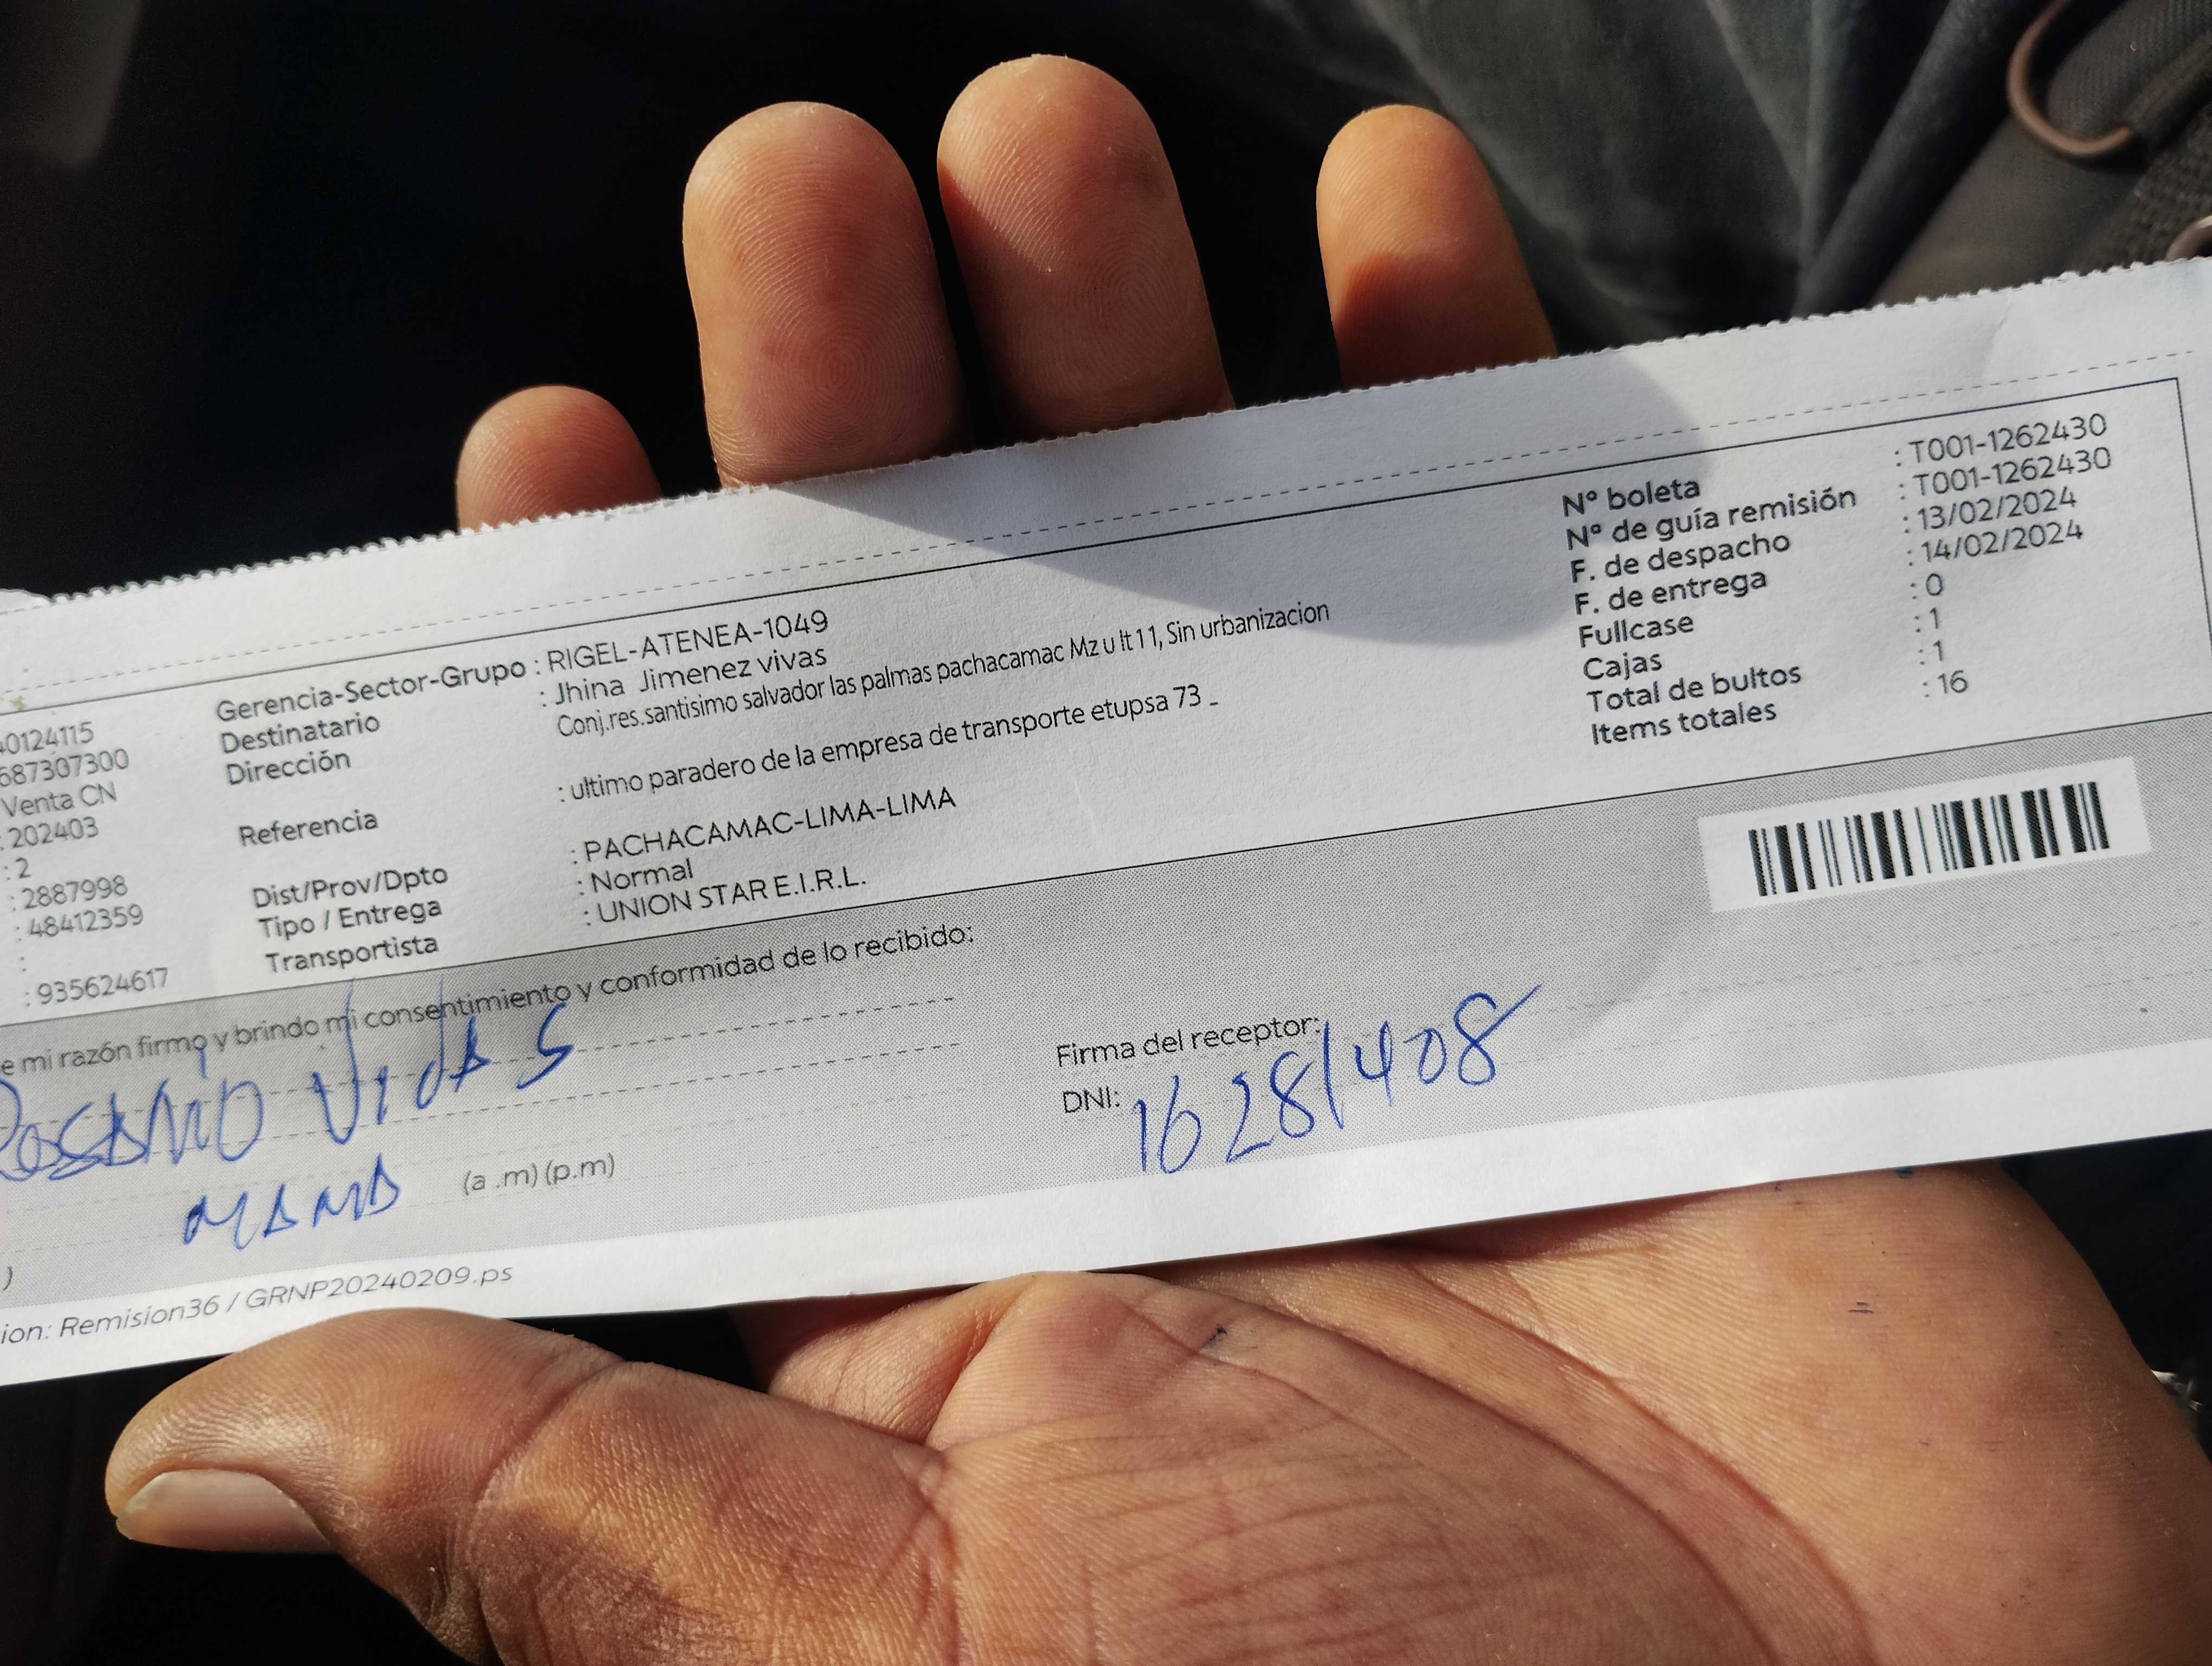 40124115
687307300
Venta CN
: 202403
: 2
: 2887998
: 48412359
:
: 935624617
Gerencia-Sector-Grupo : RIGEL-ATENEA-1049
Destinatario : Jhina Jimenez vivas
Dirección Conj.res.santisimo salvador las palmas pachacamac Mz u lt 11, Sin urbanizacion
Referencia : ultimo paradero de la empresa de transporte etupsa 73 _
Dist/Prov/Dpto : PACHACAMAC-LIMA-LIMA
Tipo / Entrega : Normal
Transportista : UNION STAR E.I.R.L.
N° boleta : T001-1262430
N° de guía remisión : T001-1262430
F. de despacho : 13/02/2024
F. de entrega : 14/02/2024
Fullcase : 0
Cajas : 1
Total de bultos : 1
Items totales : 16
e mi razón firmo y brindo mi consentimiento y conformidad de lo recibido:
Rosario Vivas
MAMA (a .m) (p.m)
Firma del receptor:
DNI: 16281408
)
ion: Remision36 / GRNP20240209.ps